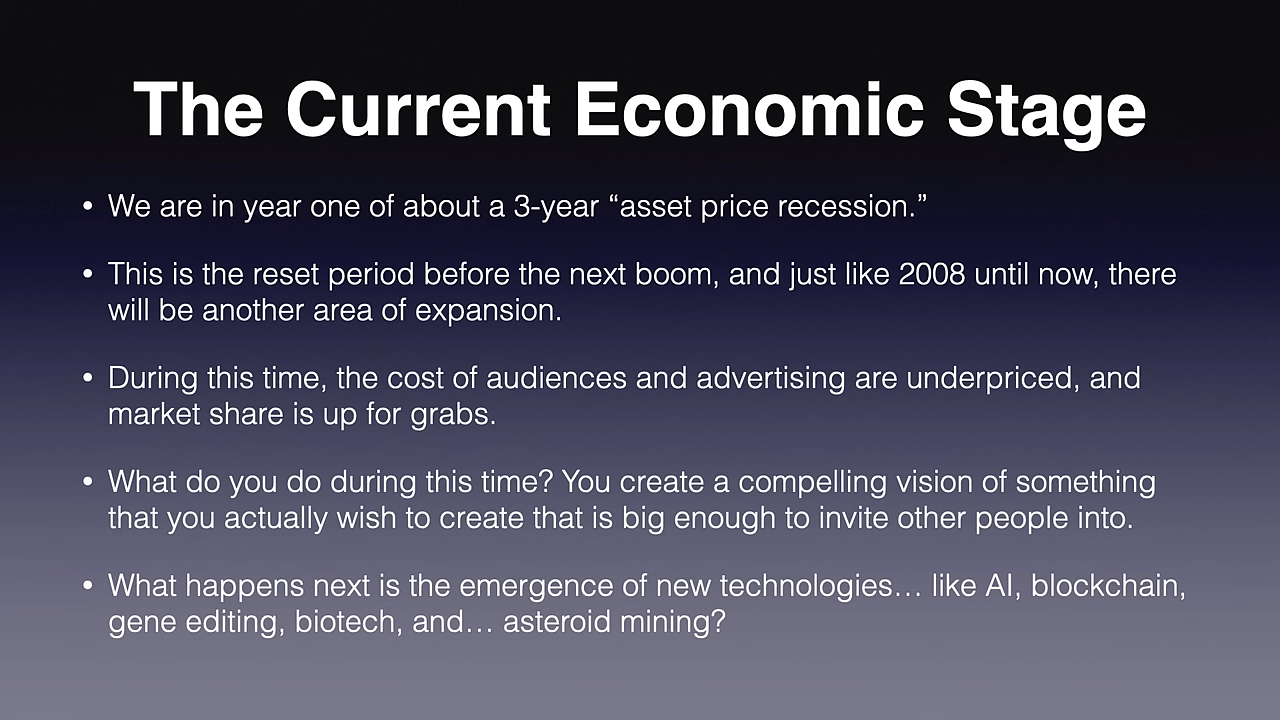 The Current Economic Stage
• We are in year one of about a 3-year “asset price recession.”
• This is the reset period before the next boom, and just like 2008 until now, there
will be another area of expansion.
• During this time, the cost of audiences and advertising are underpriced, and
market share is up for grabs.
• What do you do during this time? You create a compelling vision of something
that you actually wish to create that is big enough to invite other people into.
• What happens next is the emergence of new technologies… like AI, blockchain,
gene editing, biotech, and… asteroid mining?